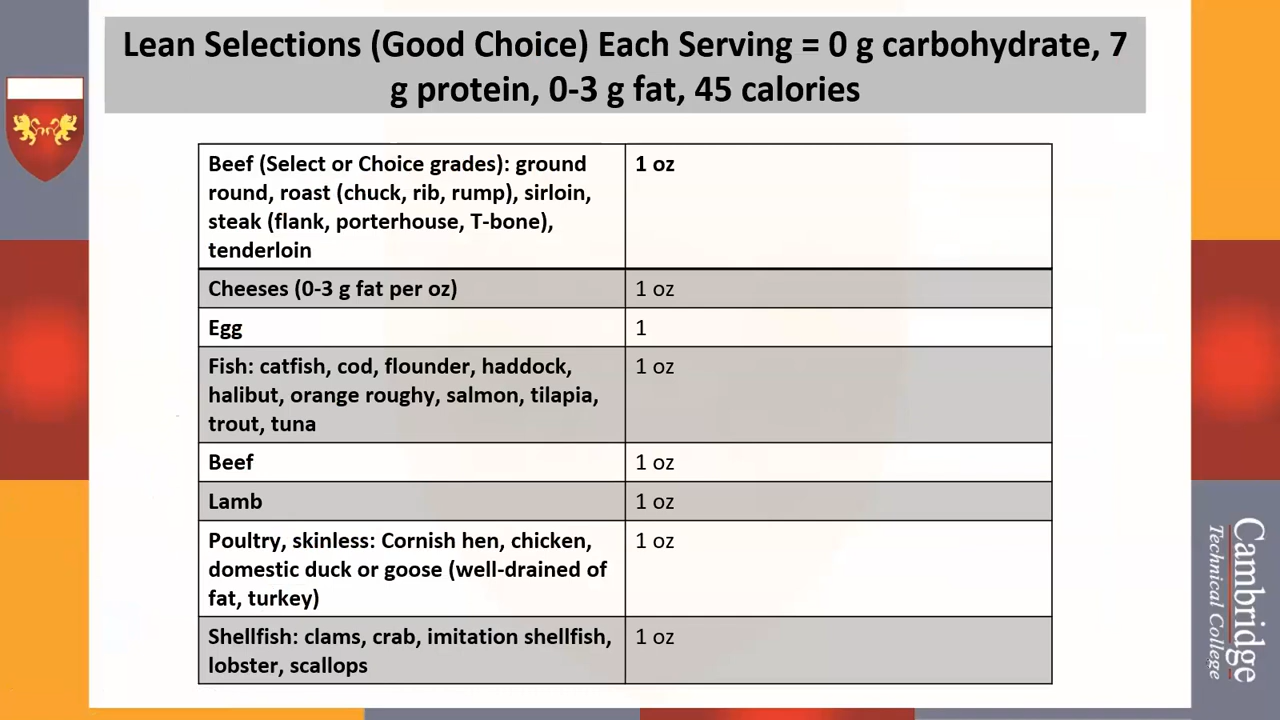 Lean Selections (Good Choice) Each Serving = 0 g carbohydrate, 7
g protein, 0-3 g fat, 45 calories
Beef (Select or Choice grades): ground
round, roast (chuck, rib, rump), sirloin,
steak (flank, porterhouse, T-bone),
tenderloin
1 oz
Cheeses (0-3 g fat per oz)
1 oz
Egg
1
Fish: catfish, cod, flounder, haddock,
halibut, orange roughy, salmon, tilapia,
trout, tuna
1 oz
Beef
1 oz
Lamb
1 oz
Poultry, skinless: Cornish hen, chicken,
domestic duck or goose (well-drained of
fat, turkey)
1 oz
Shellfish: clams, crab, imitation shellfish,
lobster, scallops
1 oz
Cambridge
Technical College